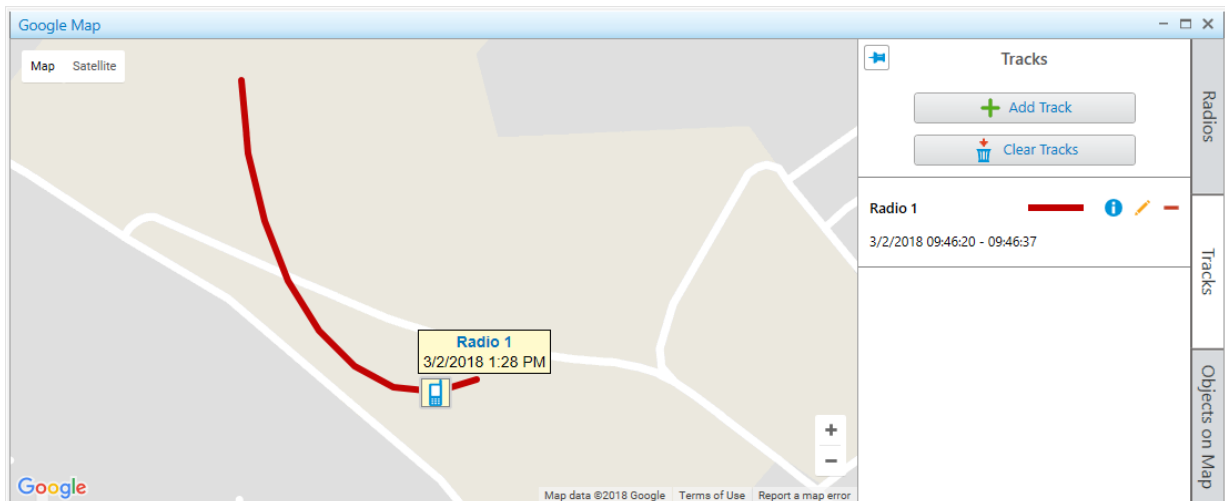 Google Map
Map Satellite
Radio 1
3/2/2018 1:28 PM
Google
Map data ©2018 Google Terms of Use Report a map error
Tracks
Add Track
Clear Tracks
Radio 1
3/2/2018 09:46:20 - 09:46:37
Radios
Tracks
Objects on Map